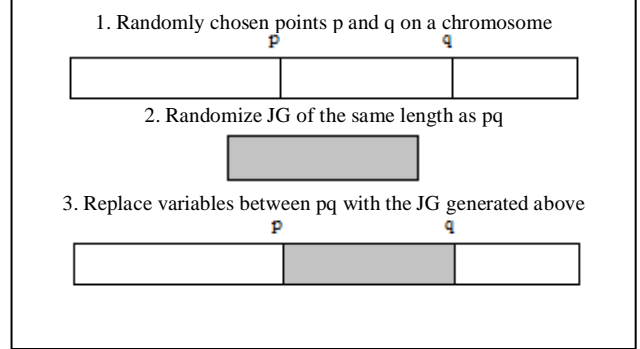 1. Randomly chosen points p and q on a chromosome
p q
2. Randomize JG of the same length as pq
3. Replace variables between pq with the JG generated above
p q